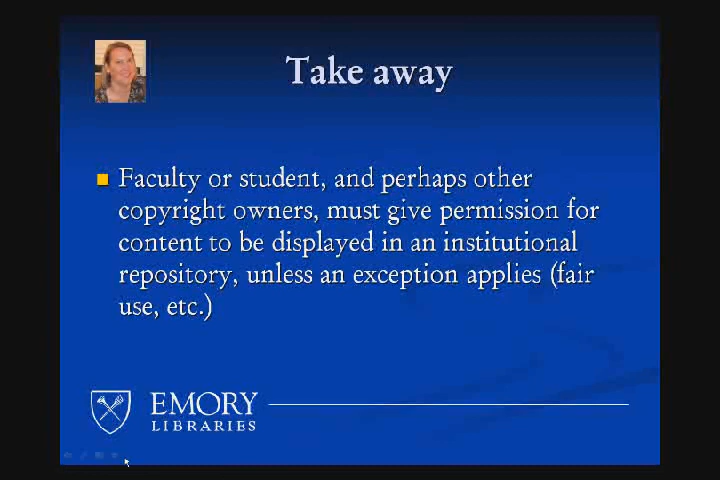 Take away
Faculty or student, and perhaps other
copyright owners, must give permission for
content to be displayed in an institutional
repository, unless an exception applies (fair
use, etc.)
EMORY
LIBRARIES